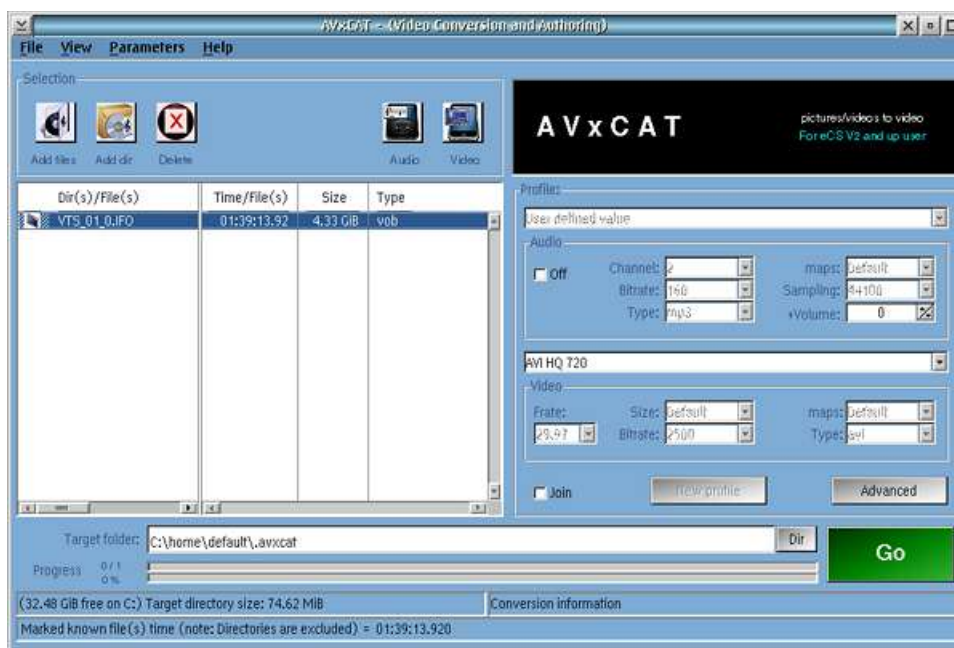 AVxCAT - (Video Conversion and Authoring)
File View Parameters Help
Selection
Add files Add dir Delete Audio Video
AVxCAT
pictures/videos to video
For eCS V2 and up user
Dir(s)/File(s) Time/File(s) Size Type
VTS_01_0.IFO 01:39:13.92 4.33 GiB vob
Profiles
User defined value
Audio
Off Channel: 2 maps: Default
Bitrate: 160 Sampling: 44100
Type: mp3 +Volume: 0
AVI HQ 720
Video
Frate: Size: Default maps: Default
29.97 Bitrate: 2500 Type: avi
Join New profile Advanced
Target folder: C:\home\default\.avxcat Dir
Go
Progress 0 / 1
0 %
(32.48 GiB free on C:) Target directory size: 74.62 MiB Conversion information
Marked known file(s) time (note: Directories are excluded) = 01:39:13.920